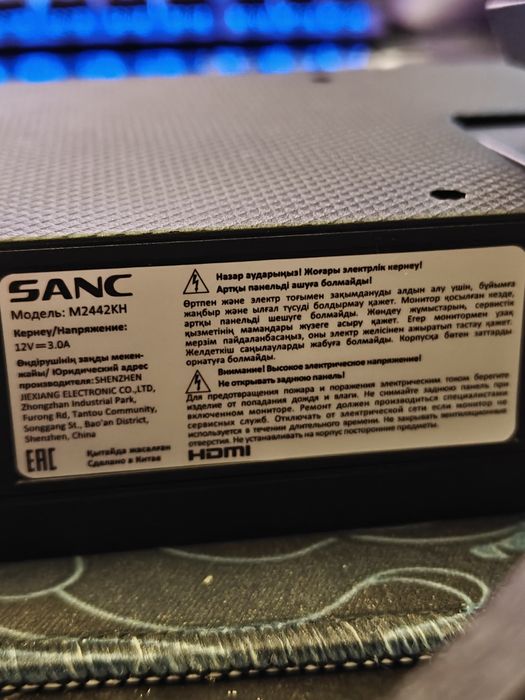 SANC
Модель: M2442KH
Кернеу/Напряжение:
12V⎓3.0A
Өндірушінің заңды мекен-
жайы/ Юридический адрес
производителя: SHENZHEN
JIEXIANG ELECTRONIC CO.,LTD,
Zhongzhan Industrial Park,
Furong Rd, Tantou Community,
Songgang St., Bao'an District,
Shenzhen, China
EAC
Қытайда жасалған
Сделано в Китае
Назар аударыңыз! Жоғары электрлік кернеу!
Артқы панельді ашуға болмайды!
Өртпен және электр тоғымен зақымдануды алдын алу үшін, бұйымға
жаңбыр және ылғал түсуді болдырмау қажет. Монитор қосылған кезде,
артқы панельді шешуге болмайды. Жөндеу жұмыстарын, сервистік
қызметінің мамандары жүзеге асыру қажет. Егер монитормен ұзақ
мерзім пайдаланбасаңыз, оны электр желісінен ажыратып тастау қажет.
Желдеткіш саңылауларды жабуға болмайды. Корпусқа бөтен заттарды
орнатуға болмайды.
Внимание! Высокое электрическое напряжение!
Не открывать заднюю панель!
Для предотвращения пожара и поражения электрическим током берегите
изделие от попадания дождя и влаги. Не снимайте заднюю панель при
включенном мониторе. Ремонт должен производиться специалистами
сервисных служб. Отключать от электрической сети если монитор не
используется в течении длительного времени. Не закрывать вентиляционные
отверстия. Не устанавливать на корпус посторонние предметы.
HDMI